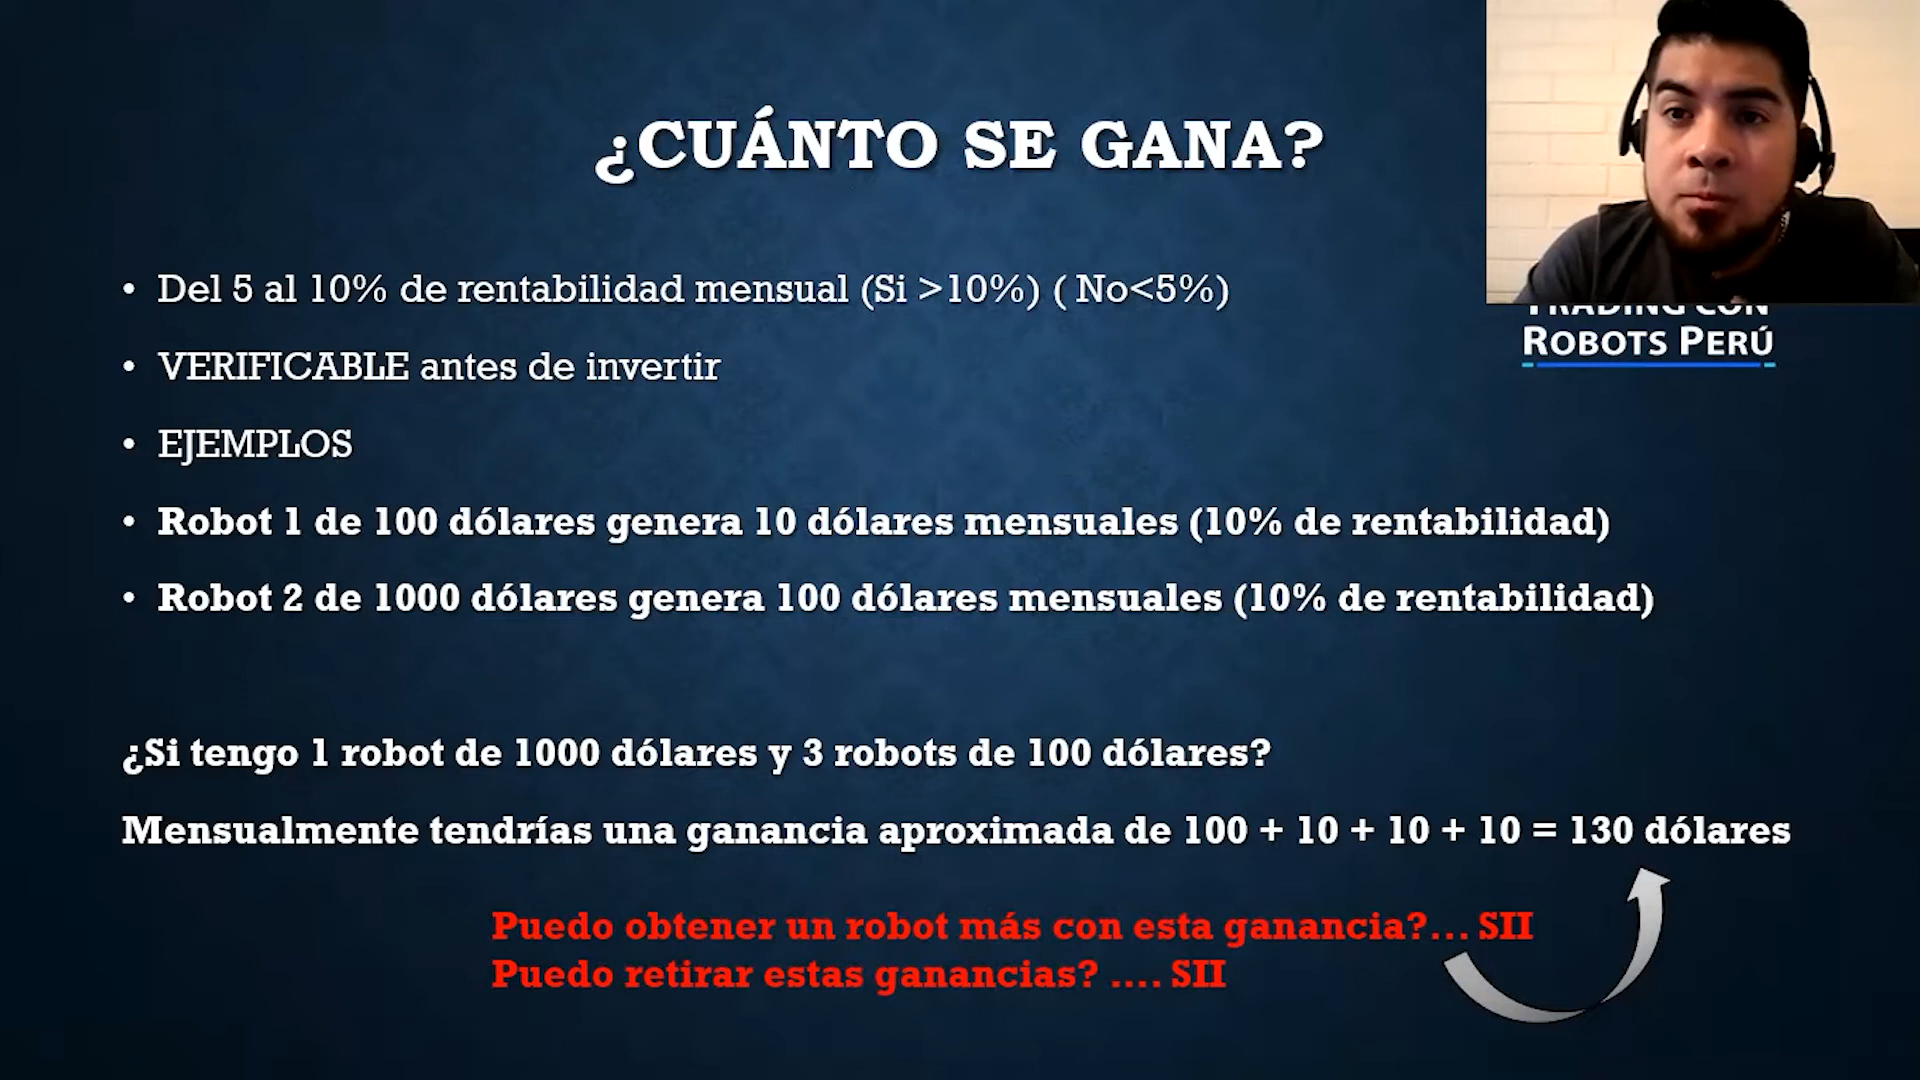 ¿CUÁNTO SE GANA?
• Del 5 al 10% de rentabilidad mensual (Si >10%) ( No<5%)
TRADING CON
ROBOTS PERÚ
• VERIFICABLE antes de invertir
• EJEMPLOS
• Robot 1 de 100 dólares genera 10 dólares mensuales (10% de rentabilidad)
• Robot 2 de 1000 dólares genera 100 dólares mensuales (10% de rentabilidad)
¿Si tengo 1 robot de 1000 dólares y 3 robots de 100 dólares?
Mensualmente tendrías una ganancia aproximada de 100 + 10 + 10 + 10 = 130 dólares
Puedo obtener un robot más con esta ganancia?... SII
Puedo retirar estas ganancias? .... SII